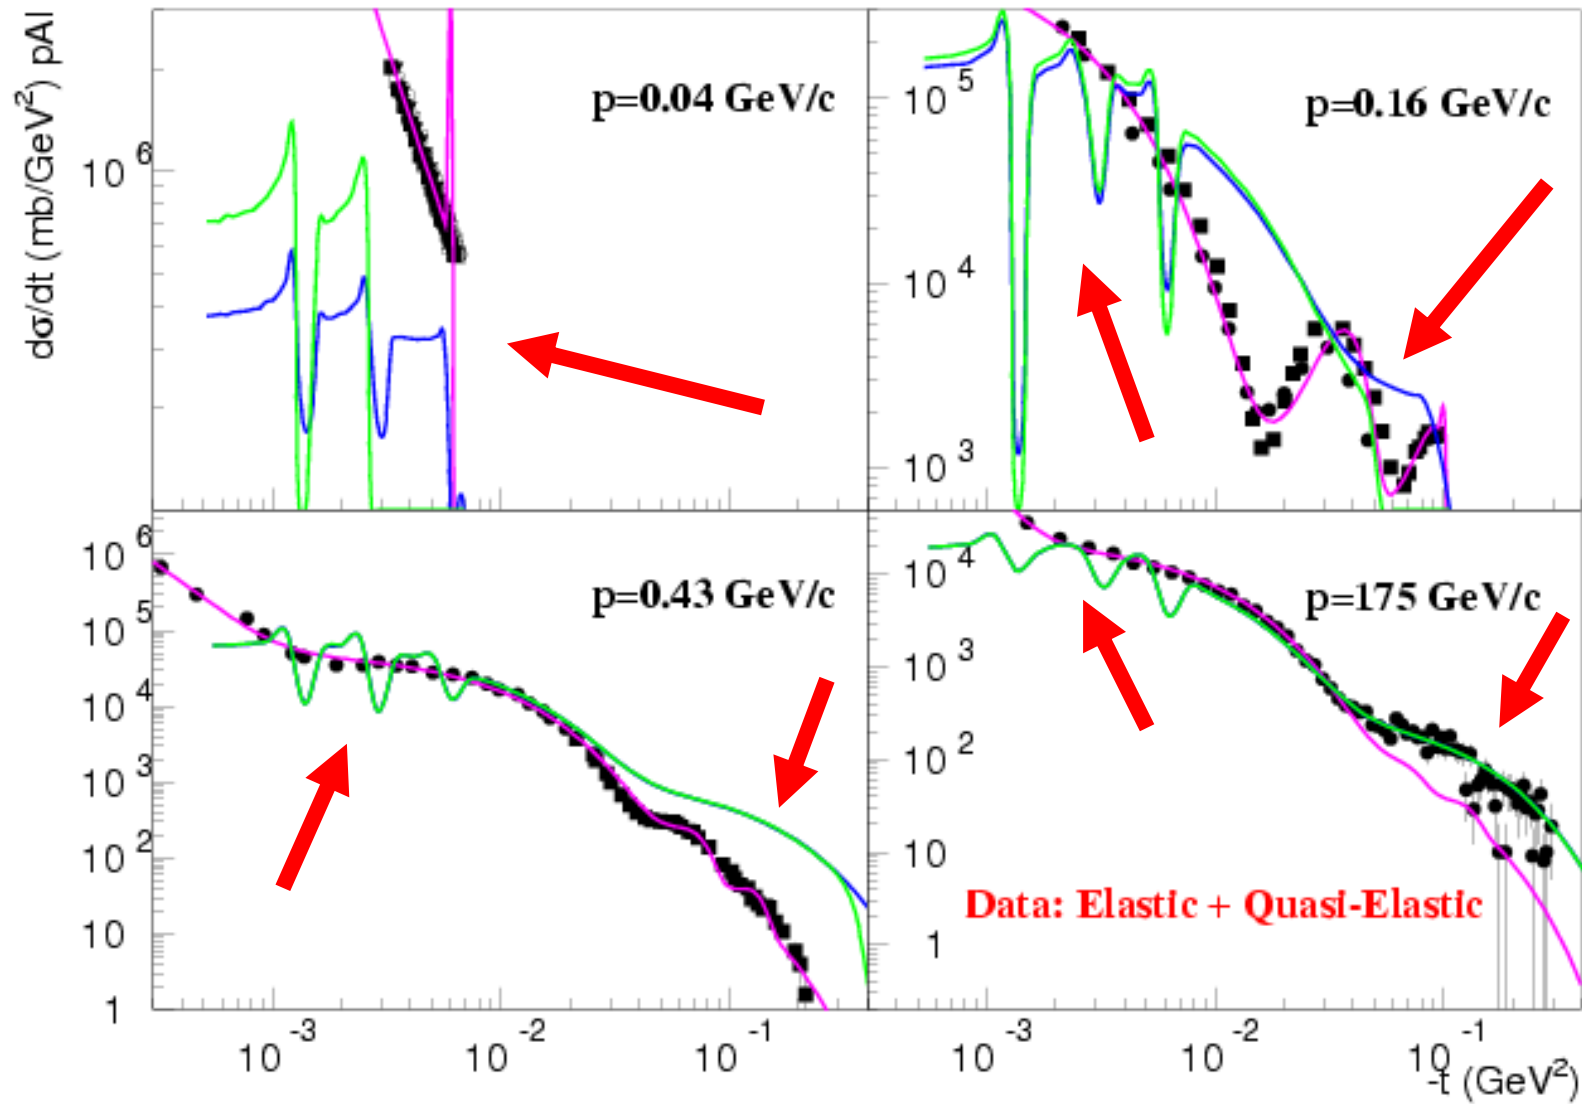 dσ/dt (mb/GeV²) pAl
10⁶
p=0.04 GeV/c
10⁵
10⁴
10³
p=0.16 GeV/c
10⁶
10⁵
10⁴
10³
10²
10
1
p=0.43 GeV/c
10⁴
10³
10²
10
1
p=175 GeV/c
Data: Elastic + Quasi-Elastic
10⁻³ 10⁻² 10⁻¹
10⁻³ 10⁻² 10⁻¹
-t (GeV²)